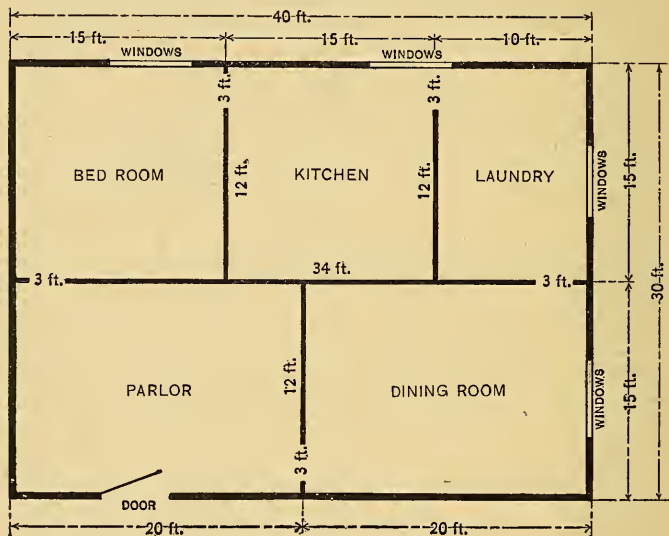 40 ft.
15 ft. 15 ft. 10 ft.
WINDOWS WINDOWS
3 ft. 3 ft.
BED ROOM 12 ft. KITCHEN 12 ft. LAUNDRY WINDOWS 15 ft.
3 ft. 34 ft. 3 ft. 30 ft.
PARLOR 12 ft. DINING ROOM WINDOWS 15 ft.
3 ft.
DOOR
20 ft. 20 ft.